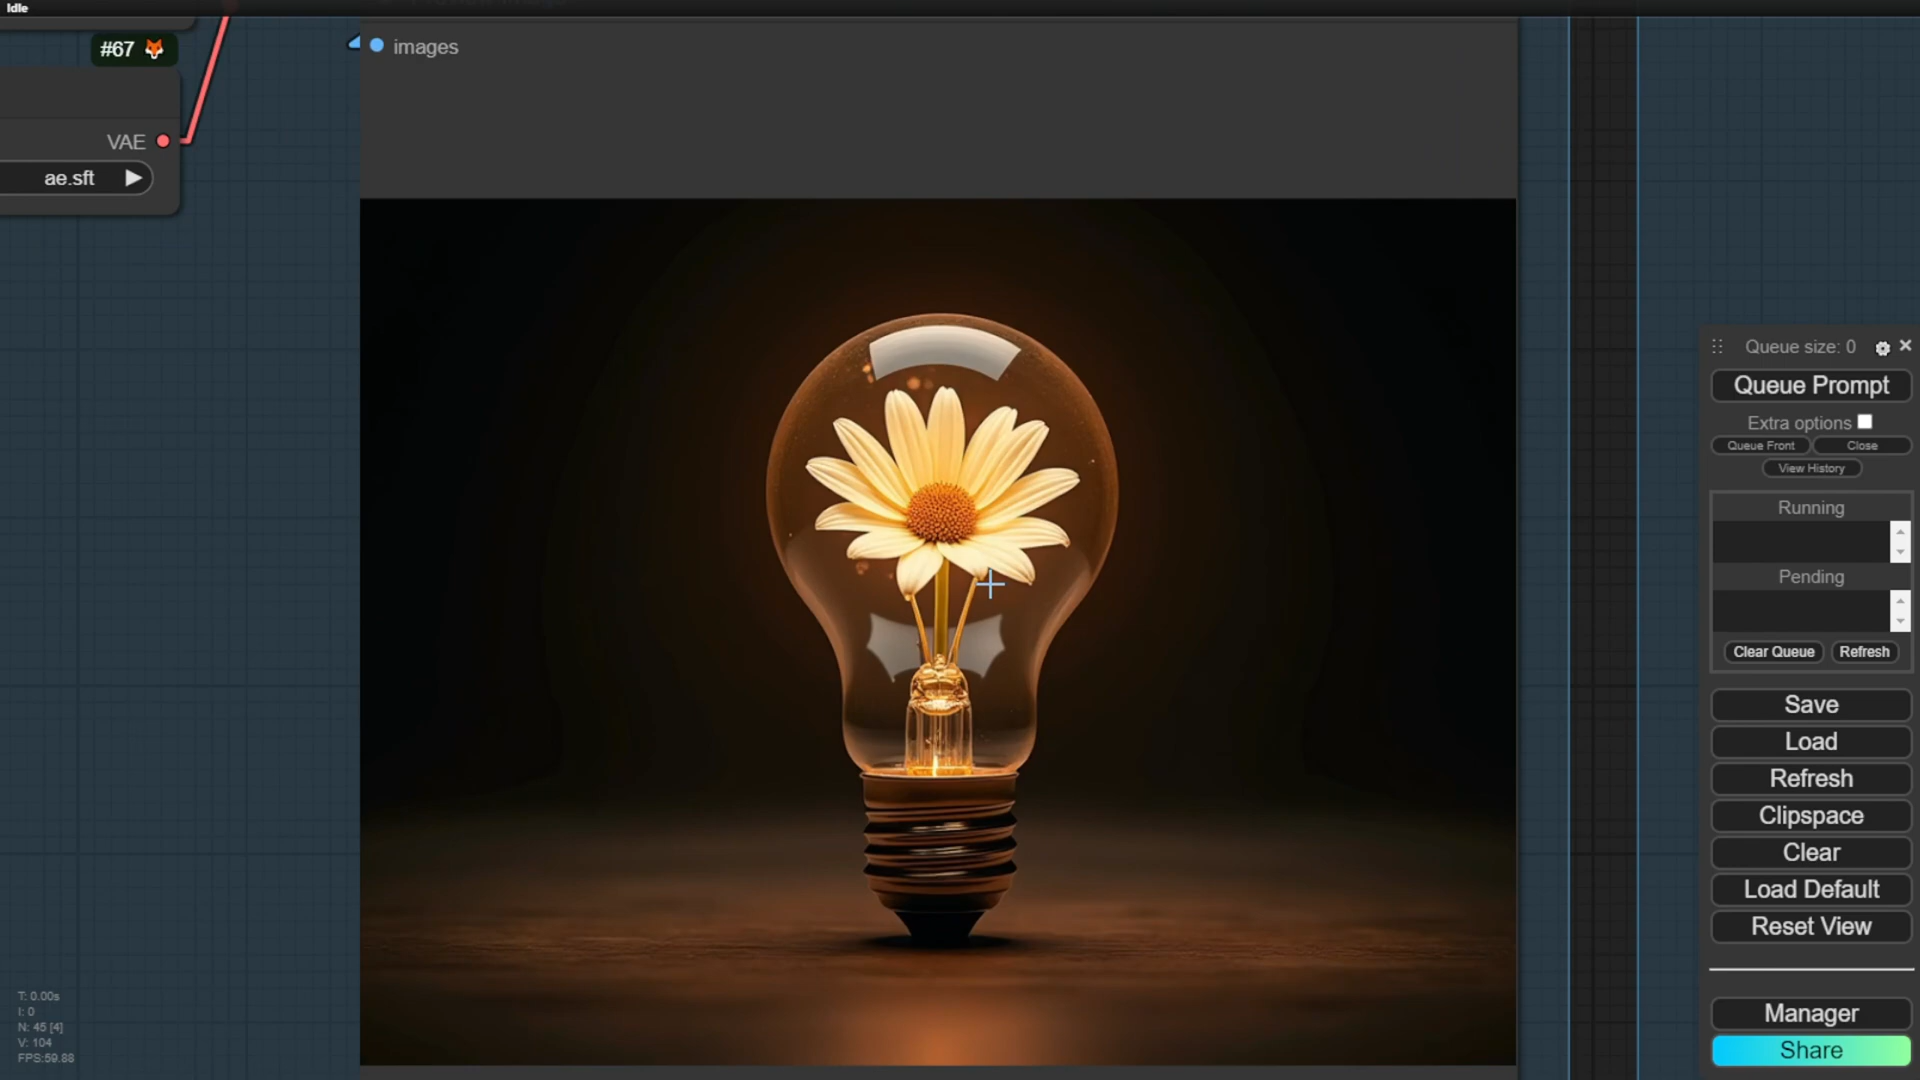 Idle
#67
images
VAE
ae.sft
Queue size: 0
Queue Prompt
Extra options
Queue Front
Close
View History
Running
Pending
Clear Queue
Refresh
Save
Load
Refresh
Clipspace
Clear
Load Default
Reset View
Manager
Share
T: 0.00s
I: 0
N: 45 [4]
V: 104
FPS:59.88